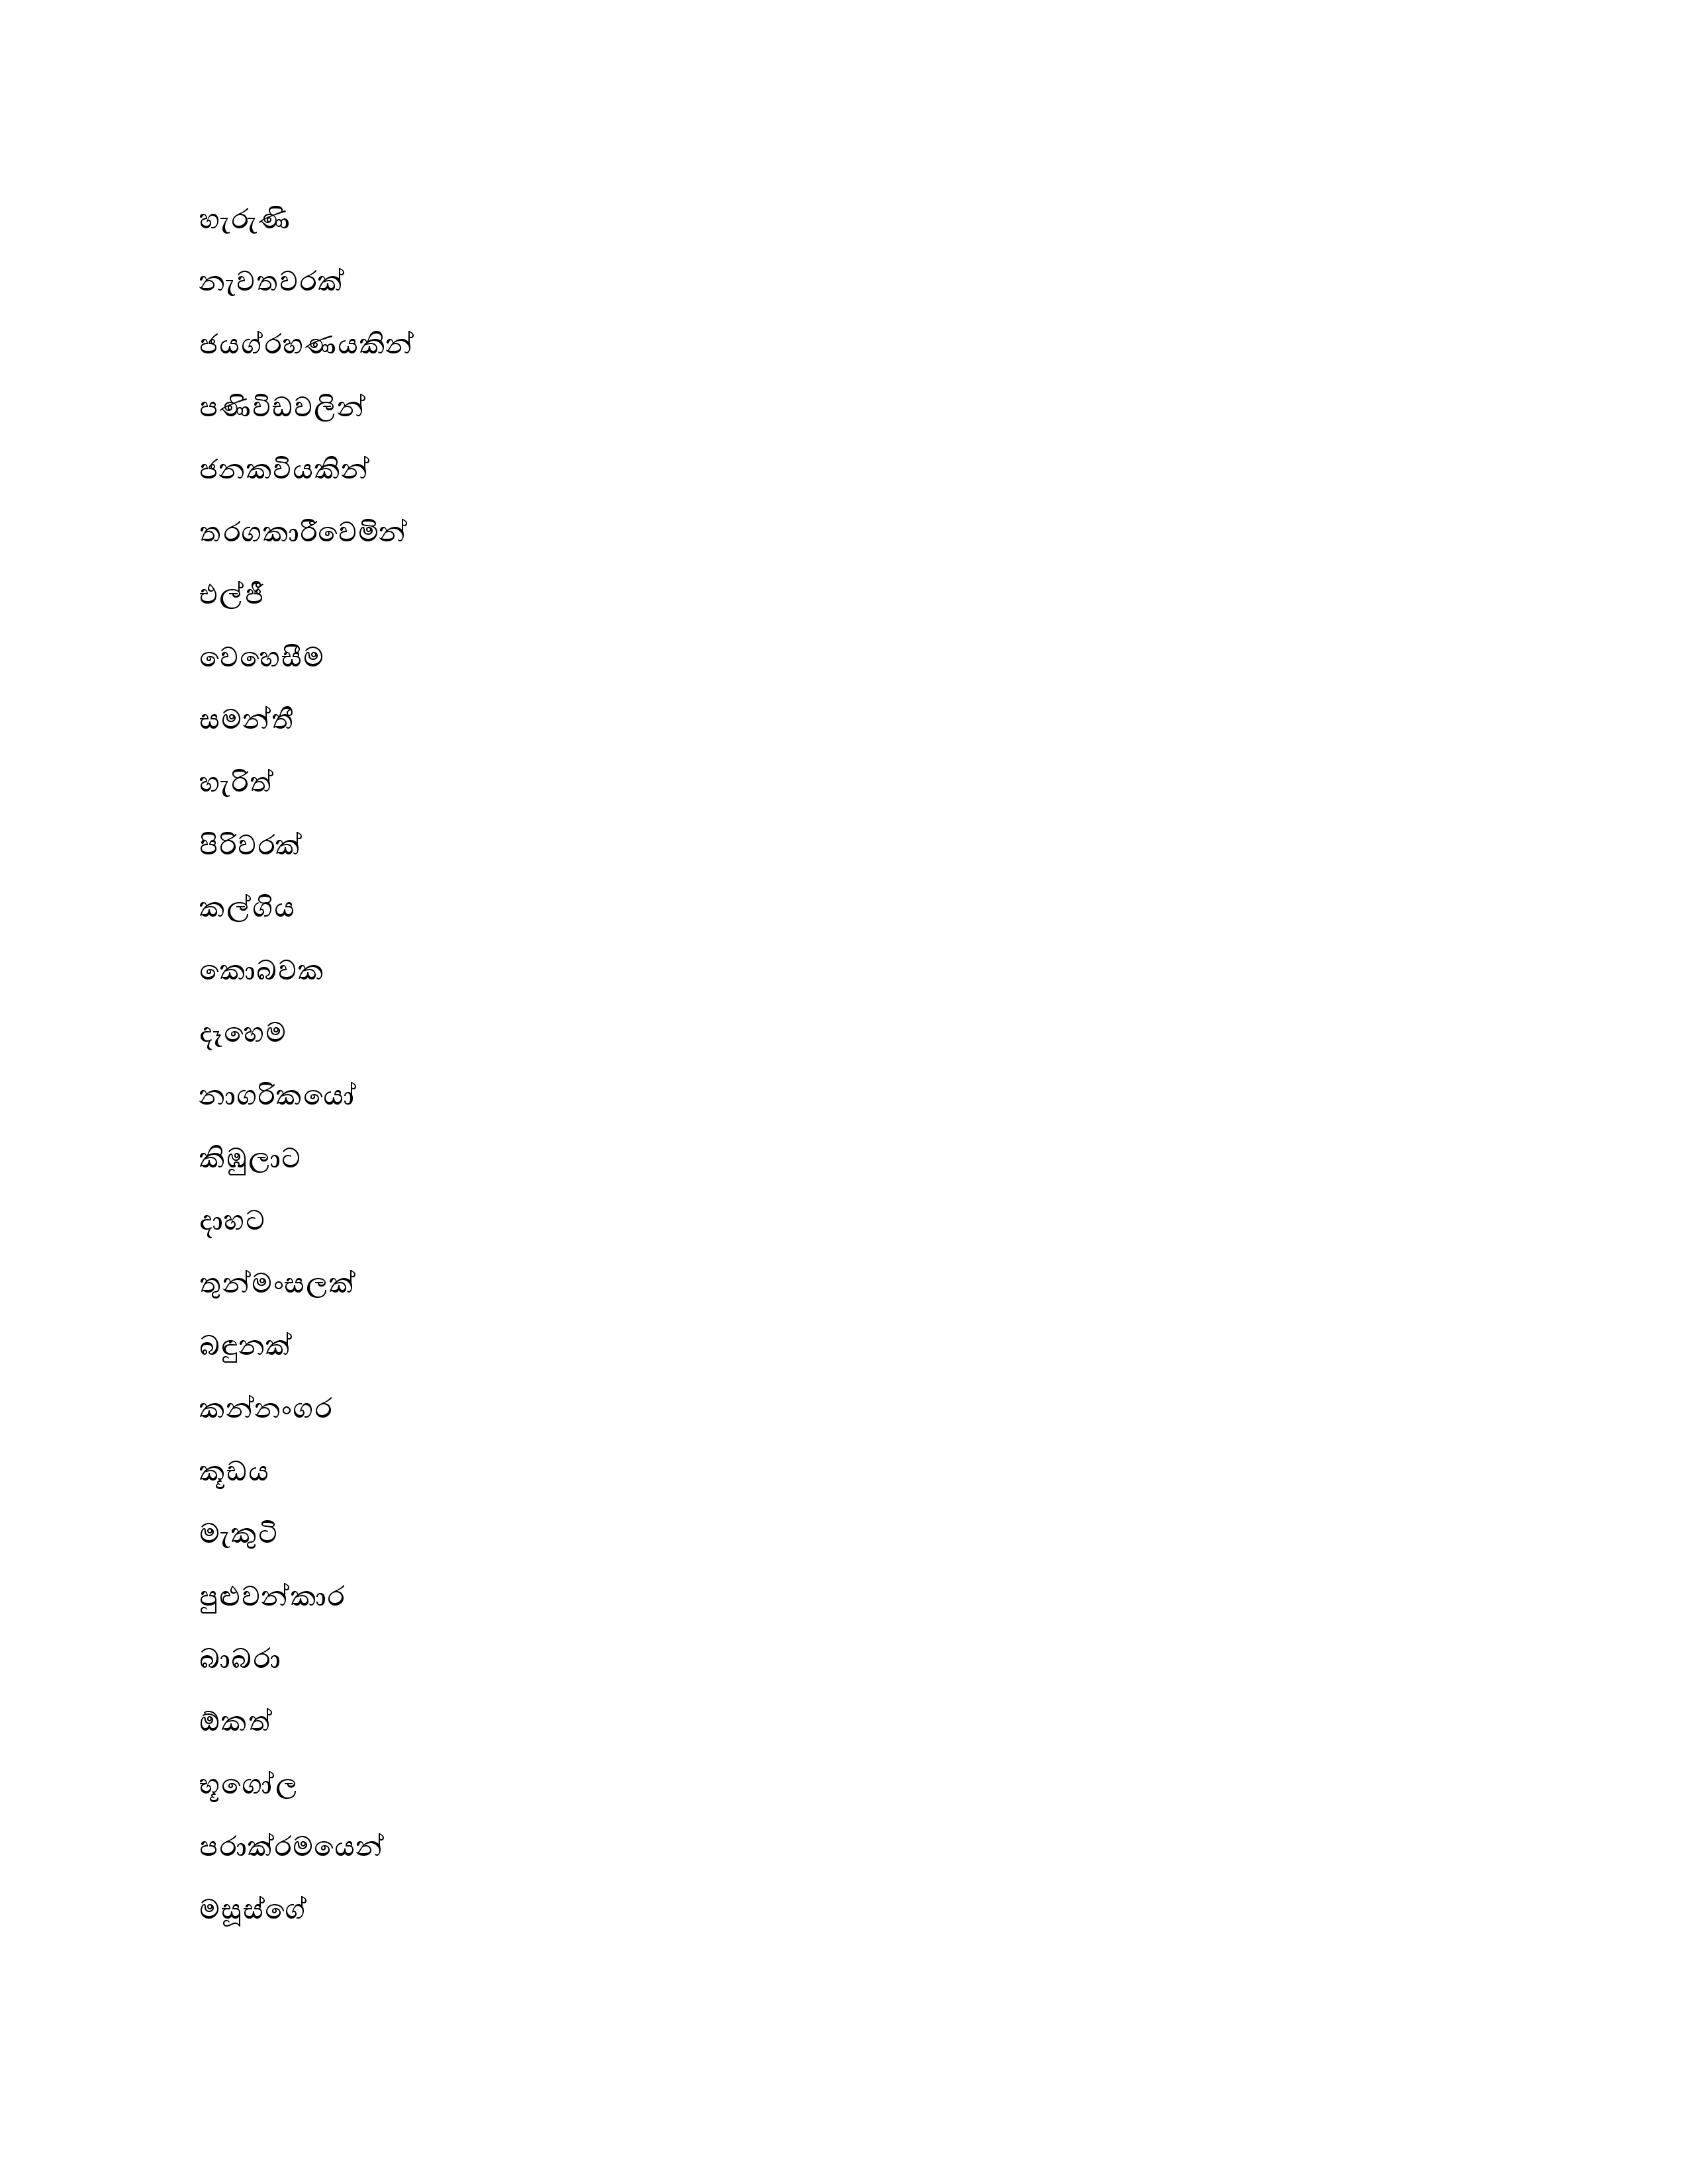 හැරුණි
නැවතවරක්
ජයග්රහණයකින්
පණිවිඩවලින්
ජනකවියකින්
තරගකාරීවෙමින්
එල්ජී
වෙහෙසීම
සමන්තී
හැරිත්
පිරිවරක්
කල්ගිය
කොබවක
දෑහෙම
නාගරිකයෝ
කිඹුලාට
දාහට
තුන්මංසලක්
බඳුනක්
කන්නංගර
කූඩය
මැකුටි
පුළුවන්කාර
බාබරා
ඕකත්
භූගෝල
පරාක්රමයෙන්
මසූස්ගේ